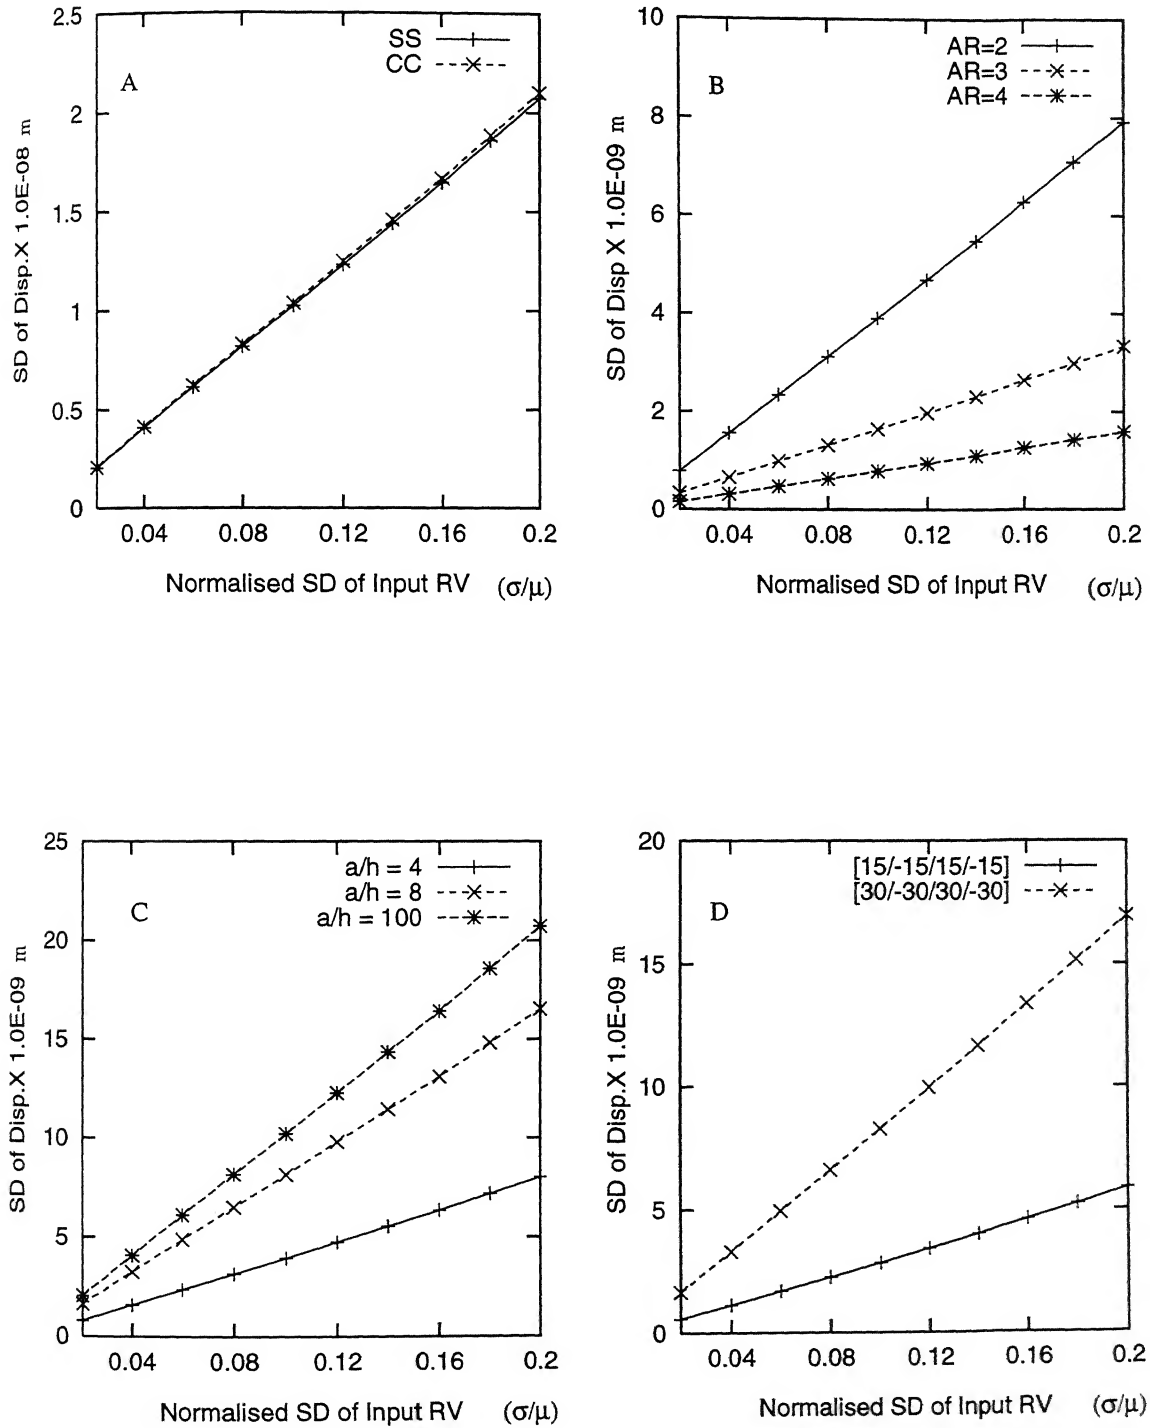 2.5
2
1.5
1
0.5
0
SD of Disp.X 1.0E-08 m
A
SS
CC
0.04 0.08 0.12 0.16 0.2
Normalised SD of Input RV (σ/μ)
10
8
6
4
2
0
SD of Disp X 1.0E-09 m
B
AR=2
AR=3
AR=4
0.04 0.08 0.12 0.16 0.2
Normalised SD of Input RV (σ/μ)
25
20
15
10
5
0
SD of Disp.X 1.0E-09 m
C
a/h = 4
a/h = 8
a/h = 100
0.04 0.08 0.12 0.16 0.2
Normalised SD of Input RV (σ/μ)
20
15
10
5
0
SD of Disp.X 1.0E-09 m
D
[15/-15/15/-15]
[30/-30/30/-30]
0.04 0.08 0.12 0.16 0.2
Normalised SD of Input RV (σ/μ)